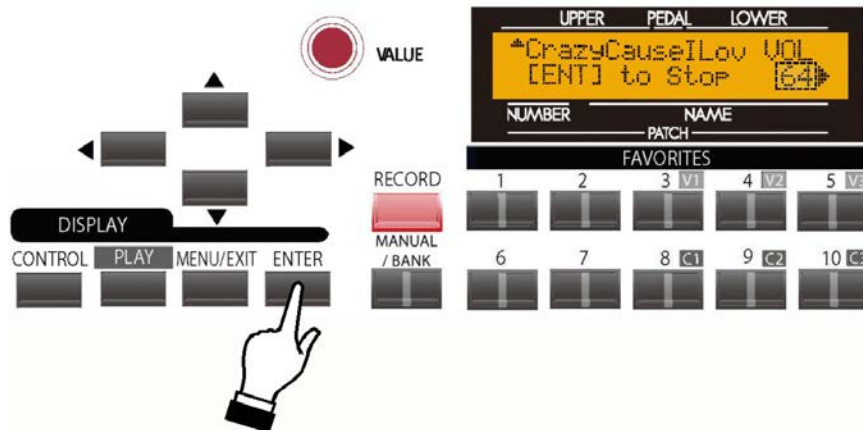 UPPER PEDAL LOWER
CrazyCauseILov VOL
[ENT] to Stop 64
NUMBER NAME
PATCH
VALUE
FAVORITES
RECORD
1 2 3 V1 4 V2 5 V3
DISPLAY
CONTROL PLAY MENU/EXIT ENTER
MANUAL
/ BANK
6 7 8 C1 9 C2 10 C3